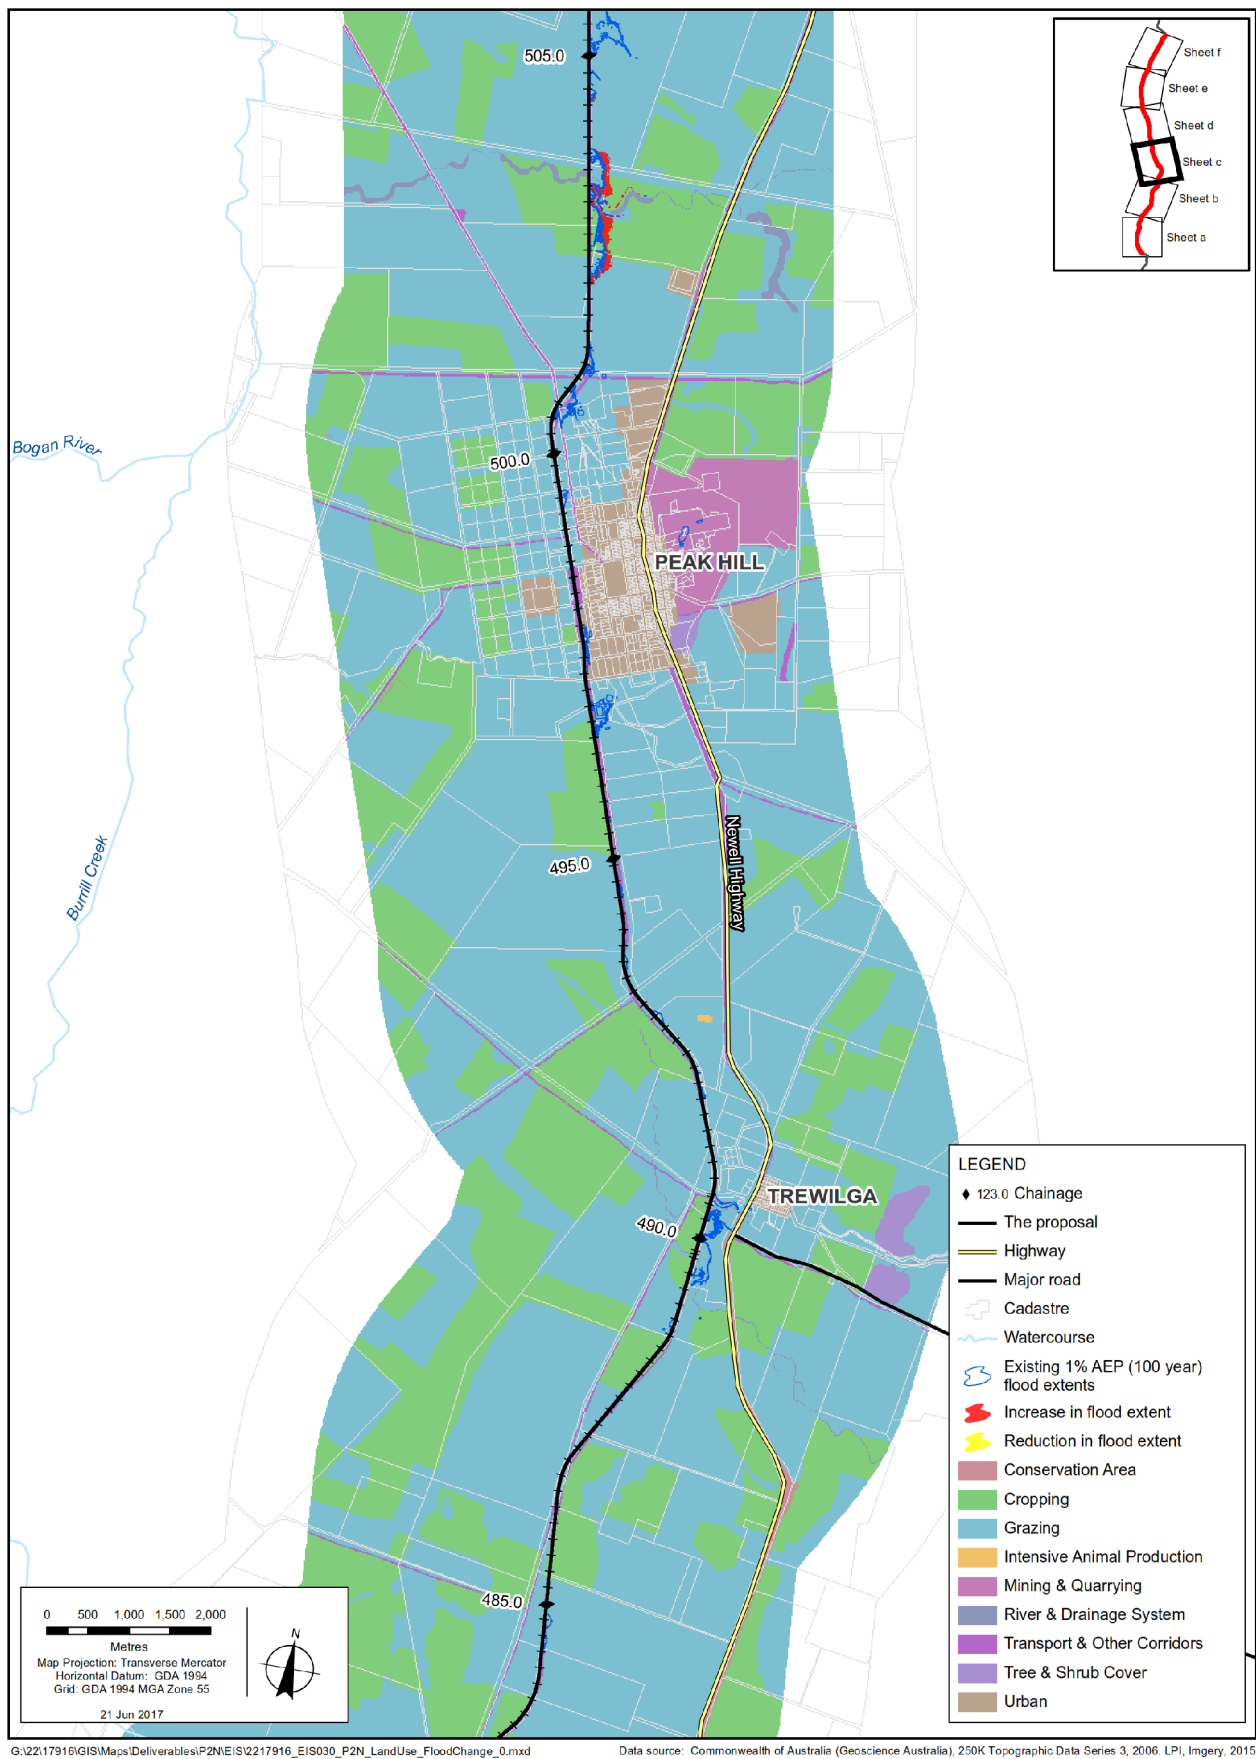 505.0
Sheet f
Sheet e
Sheet d
Sheet c
Sheet b
Sheet a
Bogan River
500.0
PEAK HILL
Newell Highway
495.0
Burrill Creek
TREWILGA
490.0
485.0
LEGEND
123.0 Chainage
The proposal
Highway
Major road
Cadastre
Watercourse
Existing 1% AEP (100 year)
flood extents
Increase in flood extent
Reduction in flood extent
Conservation Area
Cropping
Grazing
Intensive Animal Production
Mining & Quarrying
River & Drainage System
Transport & Other Corridors
Tree & Shrub Cover
Urban
0 500 1,000 1,500 2,000
Metres
Map Projection: Transverse Mercator
Horizontal Datum: GDA 1994
Grid: GDA 1994 MGA Zone 55
21 Jun 2017
N
G:\22\17916\GIS\Maps\Deliverables\P2N\EIS\2217916_EIS030_P2N_LandUse_FloodChange_0.mxd
Data source: Commonwealth of Australia (Geoscience Australia), 250K Topographic Data Series 3, 2006. LPI, Imgery, 2015